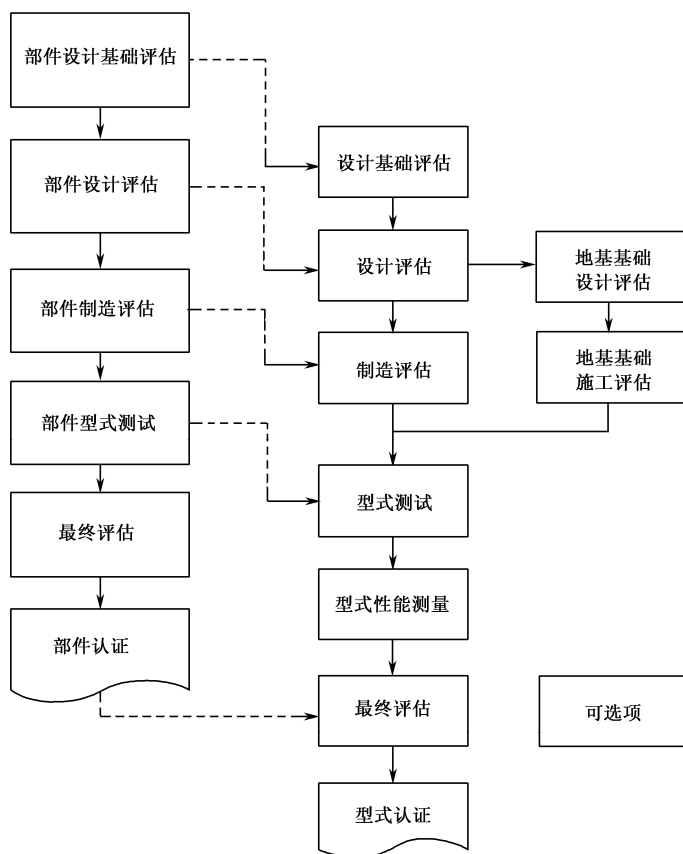 部件设计基础评估
部件设计评估
部件制造评估
部件型式测试
最终评估
部件认证
设计基础评估
设计评估
制造评估
型式测试
型式性能测量
最终评估
型式认证
地基基础
设计评估
地基基础
施工评估
可选项